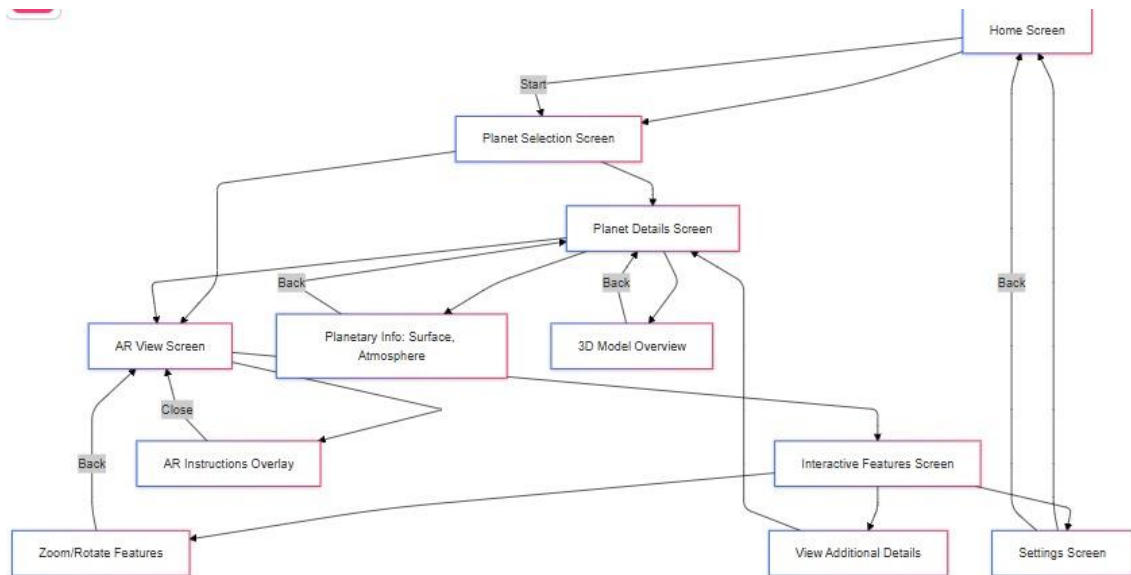 Home Screen
Start
Planet Selection Screen
Planet Details Screen
Back
Back
Back
AR View Screen
Planetary Info: Surface,
Atmosphere
3D Model Overview
Close
Back
AR Instructions Overlay
Interactive Features Screen
Zoom/Rotate Features
View Additional Details
Settings Screen